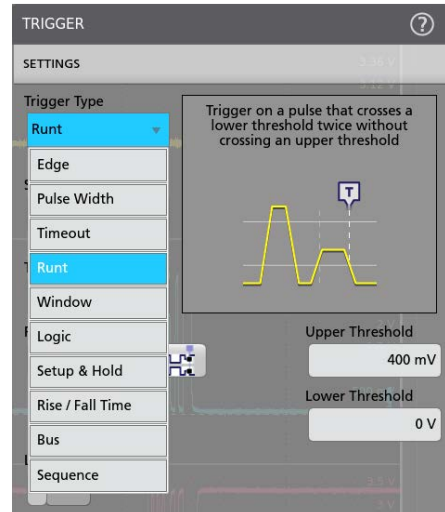 TRIGGER
?
SETTINGS
Trigger Type
Runt
Edge
Pulse Width
Timeout
Runt
Window
Logic
Setup & Hold
Rise / Fall Time
Bus
Sequence
Trigger on a pulse that crosses a
lower threshold twice without
crossing an upper threshold
T
Upper Threshold
400 mV
Lower Threshold
0 V